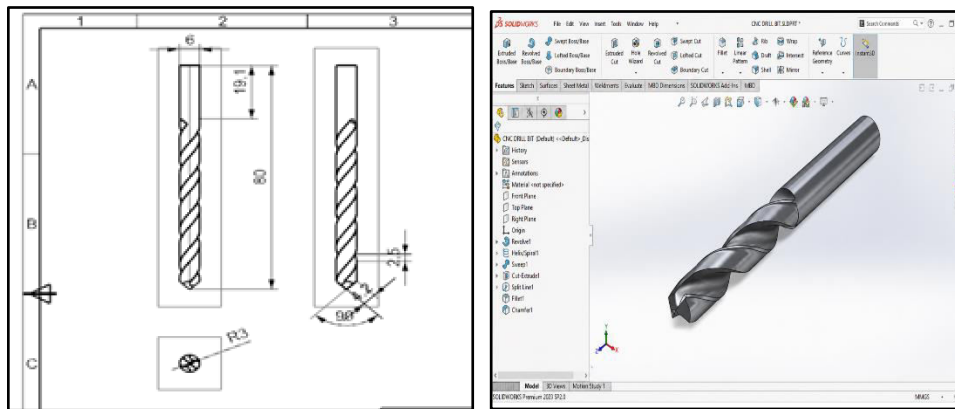 1 2 3
A
B
C
6
19,1
80
2,5
4,2
90
R3
SOLIDWORKS File Edit View Insert Tools Window Help
CNC DRILL BIT.SLDPRT *
Search Commands
Extruded Boss/Base
Revolved Boss/Base
Swept Boss/Base
Lofted Boss/Base
Boundary Boss/Base
Extruded Cut
Hole Wizard
Revolved Cut
Swept Cut
Lofted Cut
Boundary Cut
Fillet
Linear Pattern
Rib
Draft
Shell
Wrap
Intersect
Mirror
Reference Geometry
Curves
Instant3D
Features Sketch Surfaces Sheet Metal Weldments Evaluate MBD Dimensions SOLIDWORKS Add-Ins MBD
CNC DRILL BIT (Default) <<Default>_Dis
History
Sensors
Annotations
Material <not specified>
Front Plane
Top Plane
Right Plane
Origin
Revolve1
Helix/Spiral1
Sweep1
Cut-Extrude1
Split Line1
Fillet1
Chamfer1
Model 3D Views Motion Study 1
MMGS